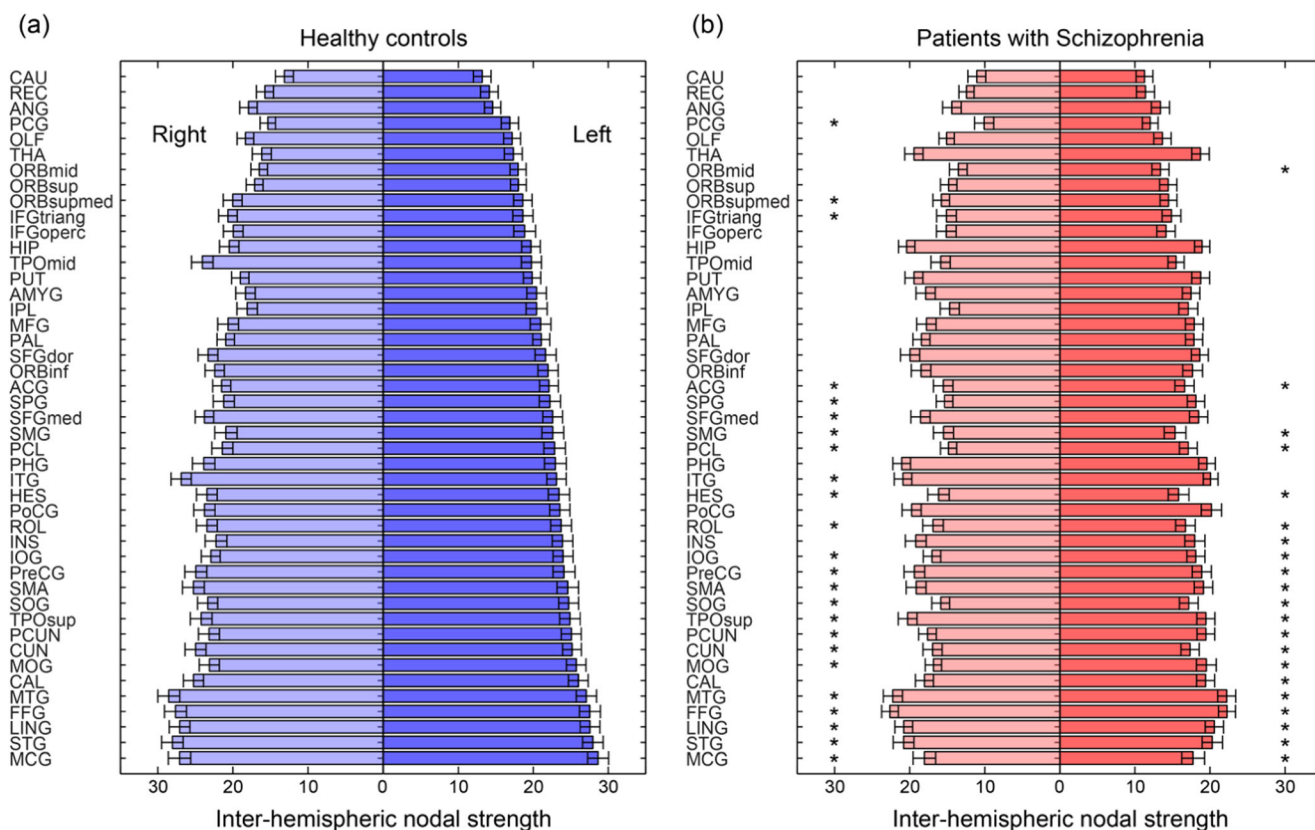 (a)
Healthy controls
CAU
REC
ANG
PCG
OLF
THA
ORBmid
ORBsup
ORBsupmed
IFGtriang
IFGoperc
HIP
TPOmid
PUT
AMYG
IPL
MFG
PAL
SFGdor
ORBinf
ACG
SPG
SFGmed
SMG
PCL
PHG
ITG
HES
PoCG
ROL
INS
IOG
PreCG
SMA
SOG
TPOsup
PCUN
CUN
MOG
CAL
MTG
FFG
LING
STG
MCG
Right Left
30 20 10 0 10 20 30
Inter-hemispheric nodal strength
(b)
Patients with Schizophrenia
CAU
REC
ANG
PCG *
OLF
THA
ORBmid *
ORBsup
ORBsupmed *
IFGtriang *
IFGoperc
HIP
TPOmid
PUT
AMYG
IPL
MFG
PAL
SFGdor
ORBinf
ACG * *
SPG *
SFGmed *
SMG * *
PCL * *
PHG
ITG *
HES * *
PoCG
ROL * *
INS *
IOG * *
PreCG * *
SMA * *
SOG * *
TPOsup * *
PCUN * *
CUN * *
MOG * *
CAL *
MTG * *
FFG * *
LING * *
STG * *
MCG * *
30 20 10 0 10 20 30
Inter-hemispheric nodal strength